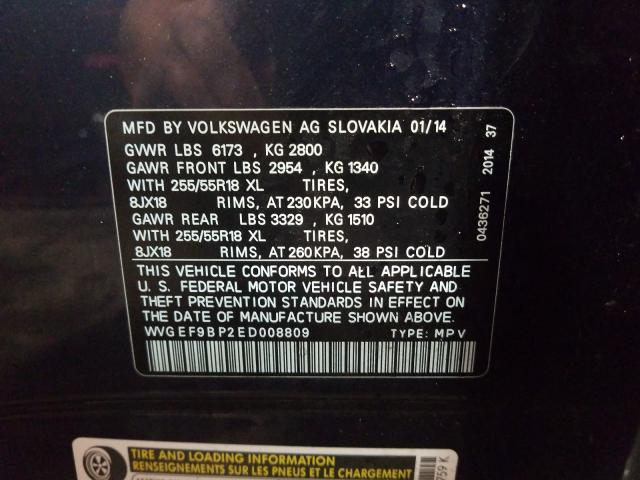 MFD BY VOLKSWAGEN AG SLOVAKIA 01/14
GVWR LBS 6173 , KG 2800
GAWR FRONT LBS 2954 , KG 1340
WITH 255/55R18 XL TIRES,
8JX18 RIMS, AT 230KPA, 33 PSI COLD
GAWR REAR LBS 3329 , KG 1510
WITH 255/55R18 XL TIRES,
8JX18 RIMS, AT 260KPA, 38 PSI COLD
THIS VEHICLE CONFORMS TO ALL APPLICABLE
U. S. FEDERAL MOTOR VEHICLE SAFETY AND
THEFT PREVENTION STANDARDS IN EFFECT ON
THE DATE OF MANUFACTURE SHOWN ABOVE.
WVGEF9BP2ED008809 TYPE: MPV
0436271 2014 37
TIRE AND LOADING INFORMATION
RENSEIGNEMENTS SUR LES PNEUS ET LE CHARGEMENT
759 K